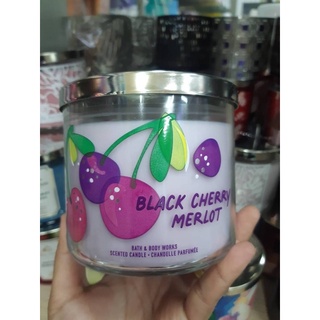 BLACK CHERRY
MERLOT
BATH & BODY WORKS
SCENTED CANDLE • CHANDELLE PARFUMÉE